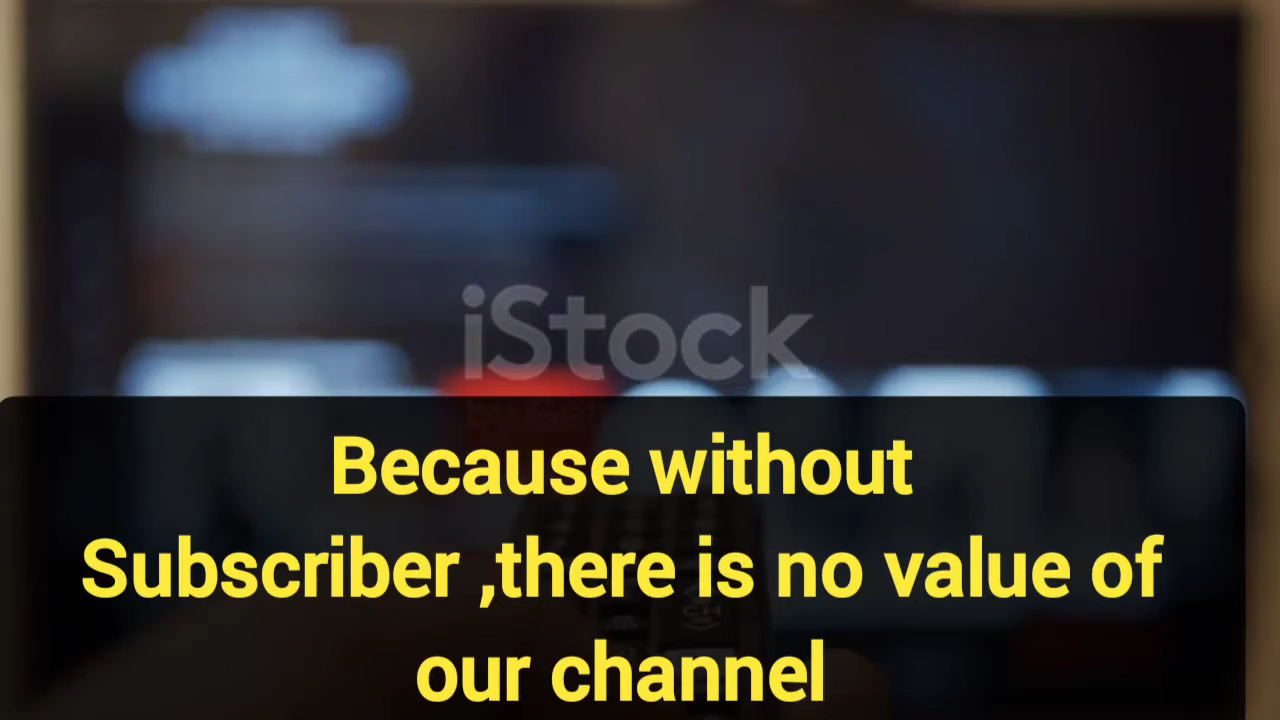 iStock
Because without
Subscriber ,there is no value of
our channel